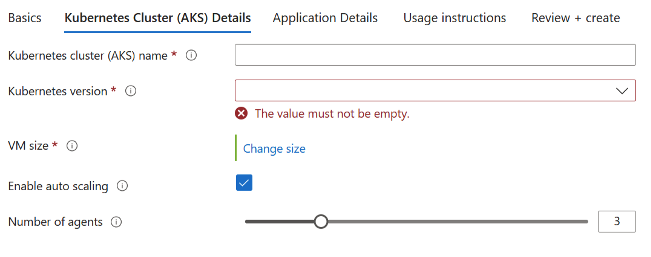 Basics Kubernetes Cluster (AKS) Details Application Details Usage instructions Review + create
Kubernetes cluster (AKS) name *
Kubernetes version *
The value must not be empty.
VM size *
Change size
Enable auto scaling
Number of agents
3